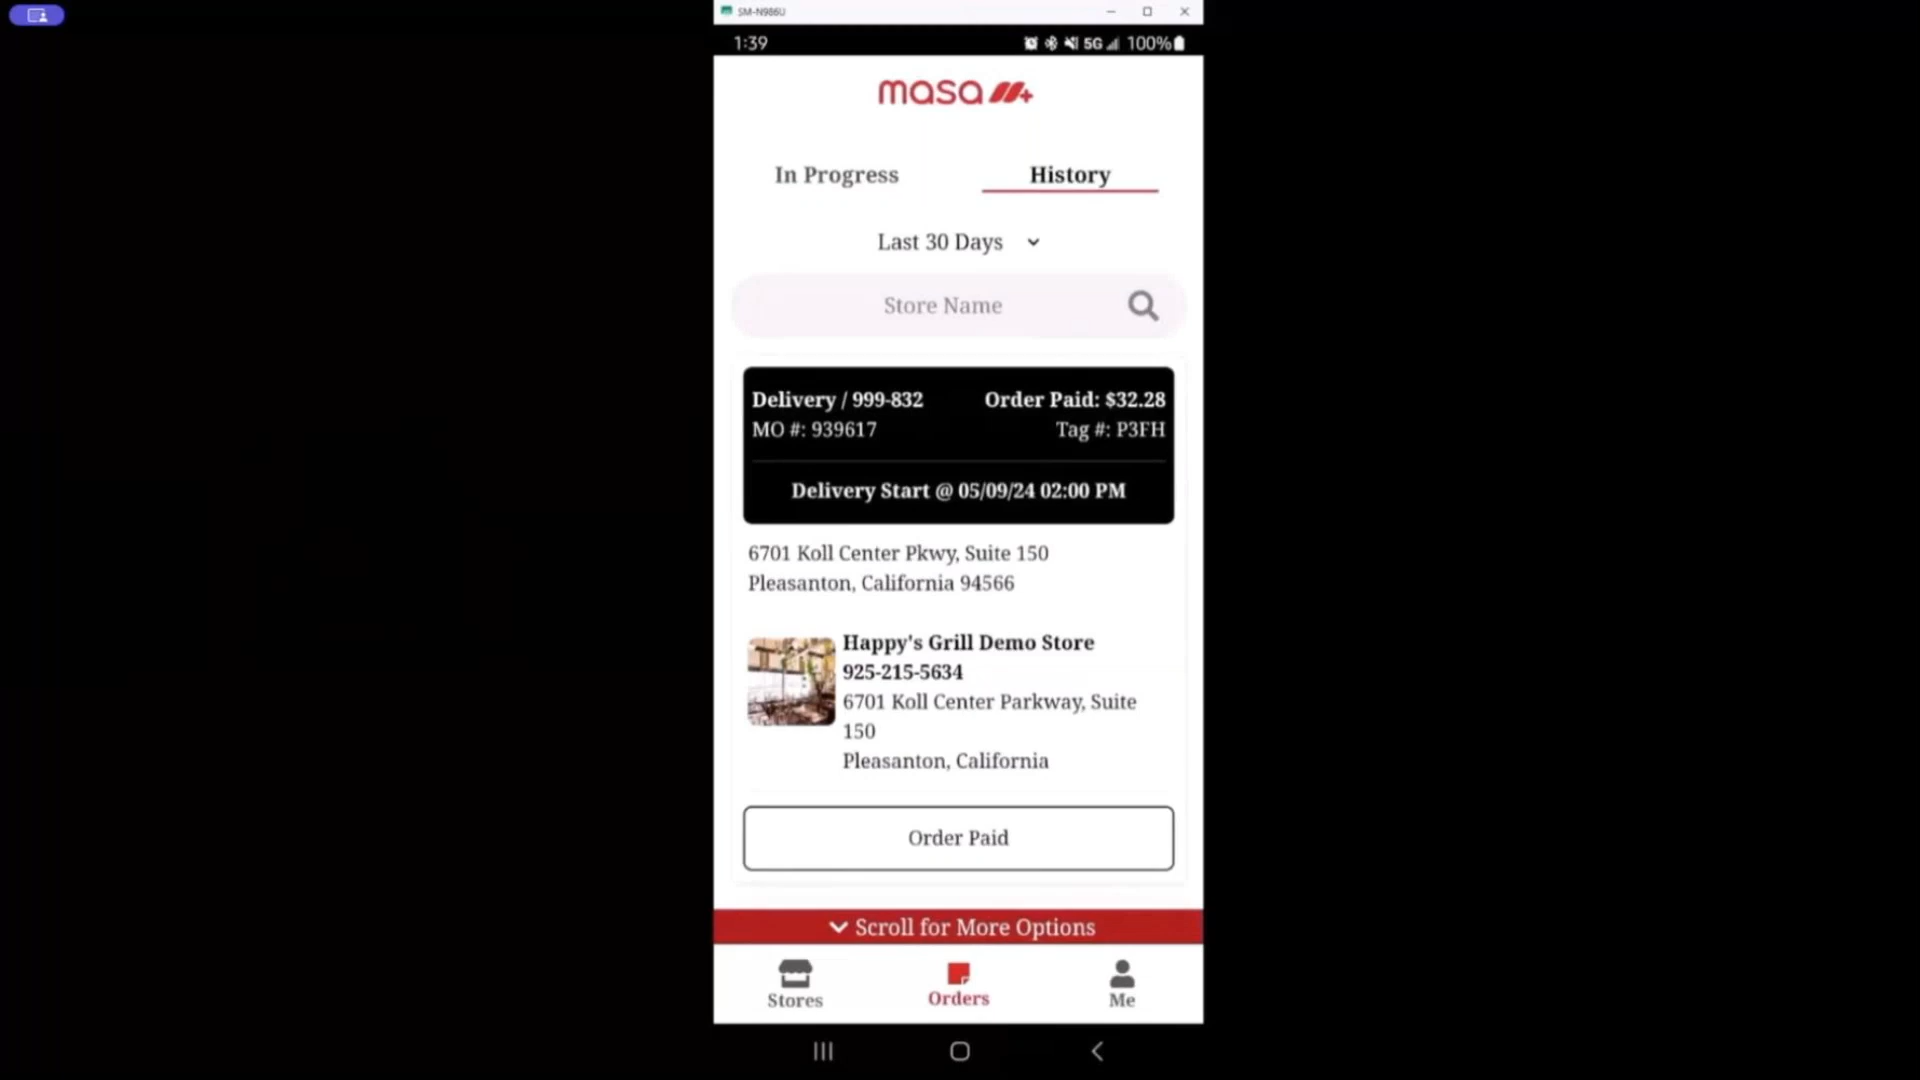 SM-N986U
1:39
5G 100%
masa
In Progress
History
Last 30 Days
Store Name
Delivery / 999-832
Order Paid: $32.28
MO #: 939617
Tag #: P3FH
Delivery Start @ 05/09/24 02:00 PM
6701 Koll Center Pkwy, Suite 150
Pleasanton, California 94566
Happy's Grill Demo Store
925-215-5634
6701 Koll Center Parkway, Suite
150
Pleasanton, California
Order Paid
Scroll for More Options
Stores
Orders
Me